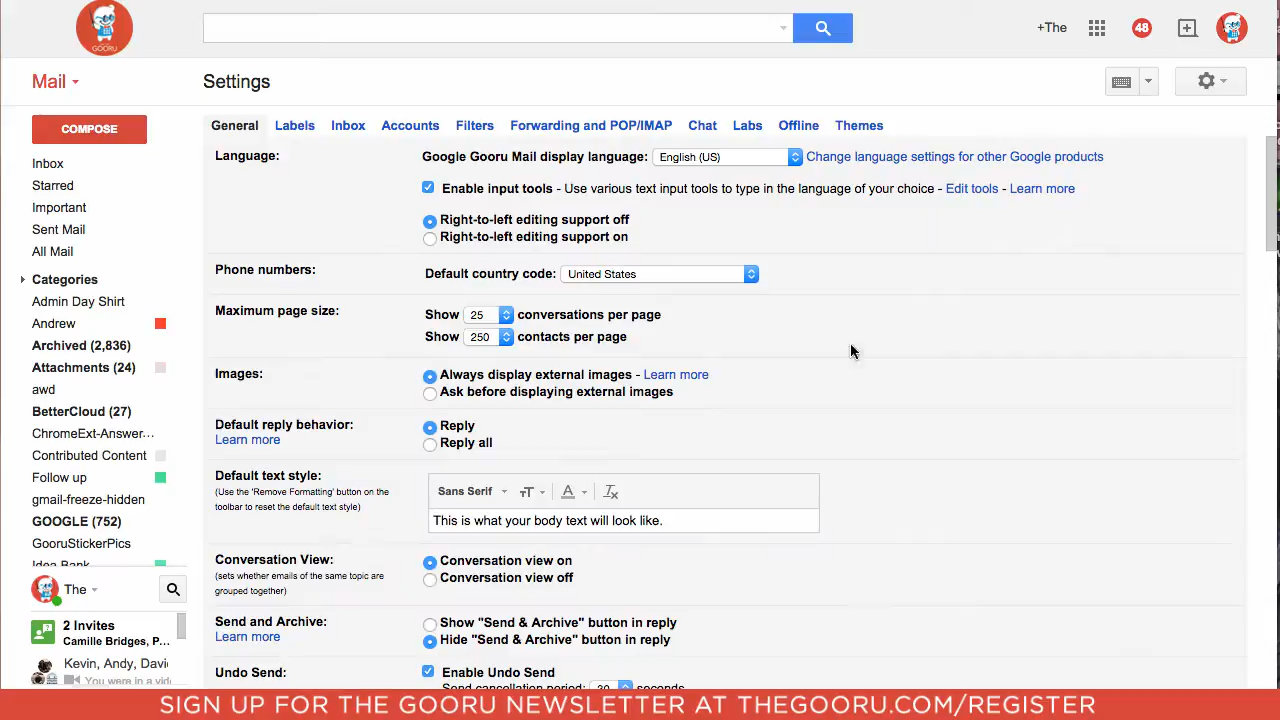 GOORU
+The
48
Mail
Settings
COMPOSE
General Labels Inbox Accounts Filters Forwarding and POP/IMAP Chat Labs Offline Themes
Inbox
Starred
Important
Sent Mail
All Mail
Categories
Admin Day Shirt
Andrew
Archived (2,836)
Attachments (24)
awd
BetterCloud (27)
ChromeExt-Answer…
Contributed Content
Follow up
gmail-freeze-hidden
GOOGLE (752)
GooruStickerPics
Idea Bank
The
2 Invites
Camille Bridges, P…
Kevin, Andy, Davi
You were in a vid
Language:
Google Gooru Mail display language: English (US) Change language settings for other Google products
Enable input tools - Use various text input tools to type in the language of your choice - Edit tools - Learn more
Right-to-left editing support off
Right-to-left editing support on
Phone numbers:
Default country code: United States
Maximum page size:
Show 25 conversations per page
Show 250 contacts per page
Images:
Always display external images - Learn more
Ask before displaying external images
Default reply behavior:
Learn more
Reply
Reply all
Default text style:
(Use the 'Remove Formatting' button on the
toolbar to reset the default text style)
Sans Serif
This is what your body text will look like.
Conversation View:
(sets whether emails of the same topic are
grouped together)
Conversation view on
Conversation view off
Send and Archive:
Learn more
Show "Send & Archive" button in reply
Hide "Send & Archive" button in reply
Undo Send:
Enable Undo Send
Send cancellation period: 20 seconds
SIGN UP FOR THE GOORU NEWSLETTER AT THEGOORU.COM/REGISTER